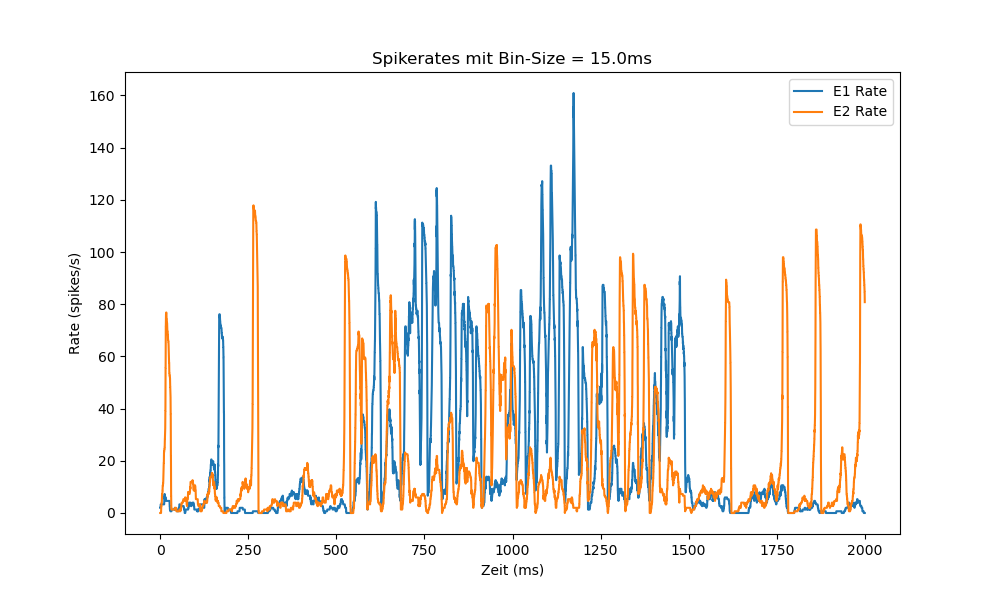 Spikerates mit Bin-Size = 15.0ms
E1 Rate
E2 Rate
160
140
120
100
80
60
40
20
0
Rate (spikes/s)
0 250 500 750 1000 1250 1500 1750 2000
Zeit (ms)